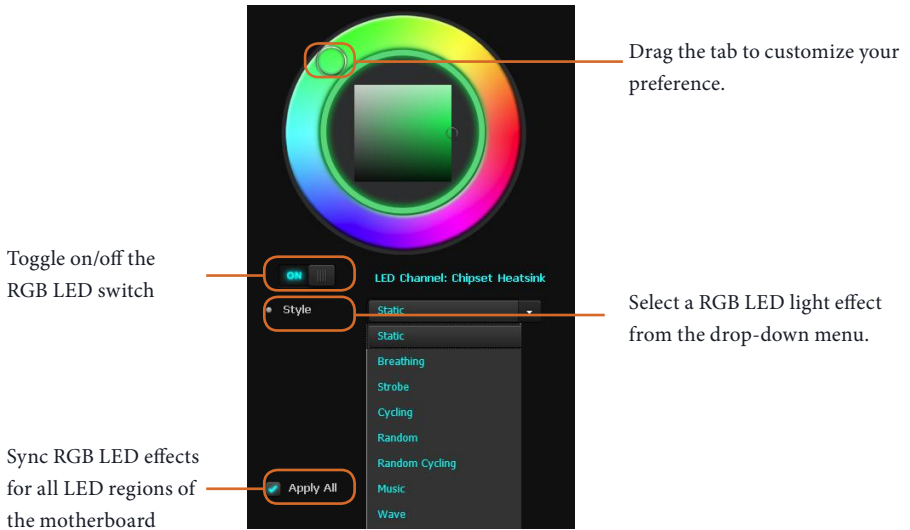 Drag the tab to customize your
preference.
Toggle on/off the
RGB LED switch
ON
LED Channel: Chipset Heatsink
Style
Static
Select a RGB LED light effect
from the drop-down menu.
Static
Breathing
Strobe
Cycling
Random
Random Cycling
Music
Wave
Sync RGB LED effects
for all LED regions of
the motherboard
Apply All